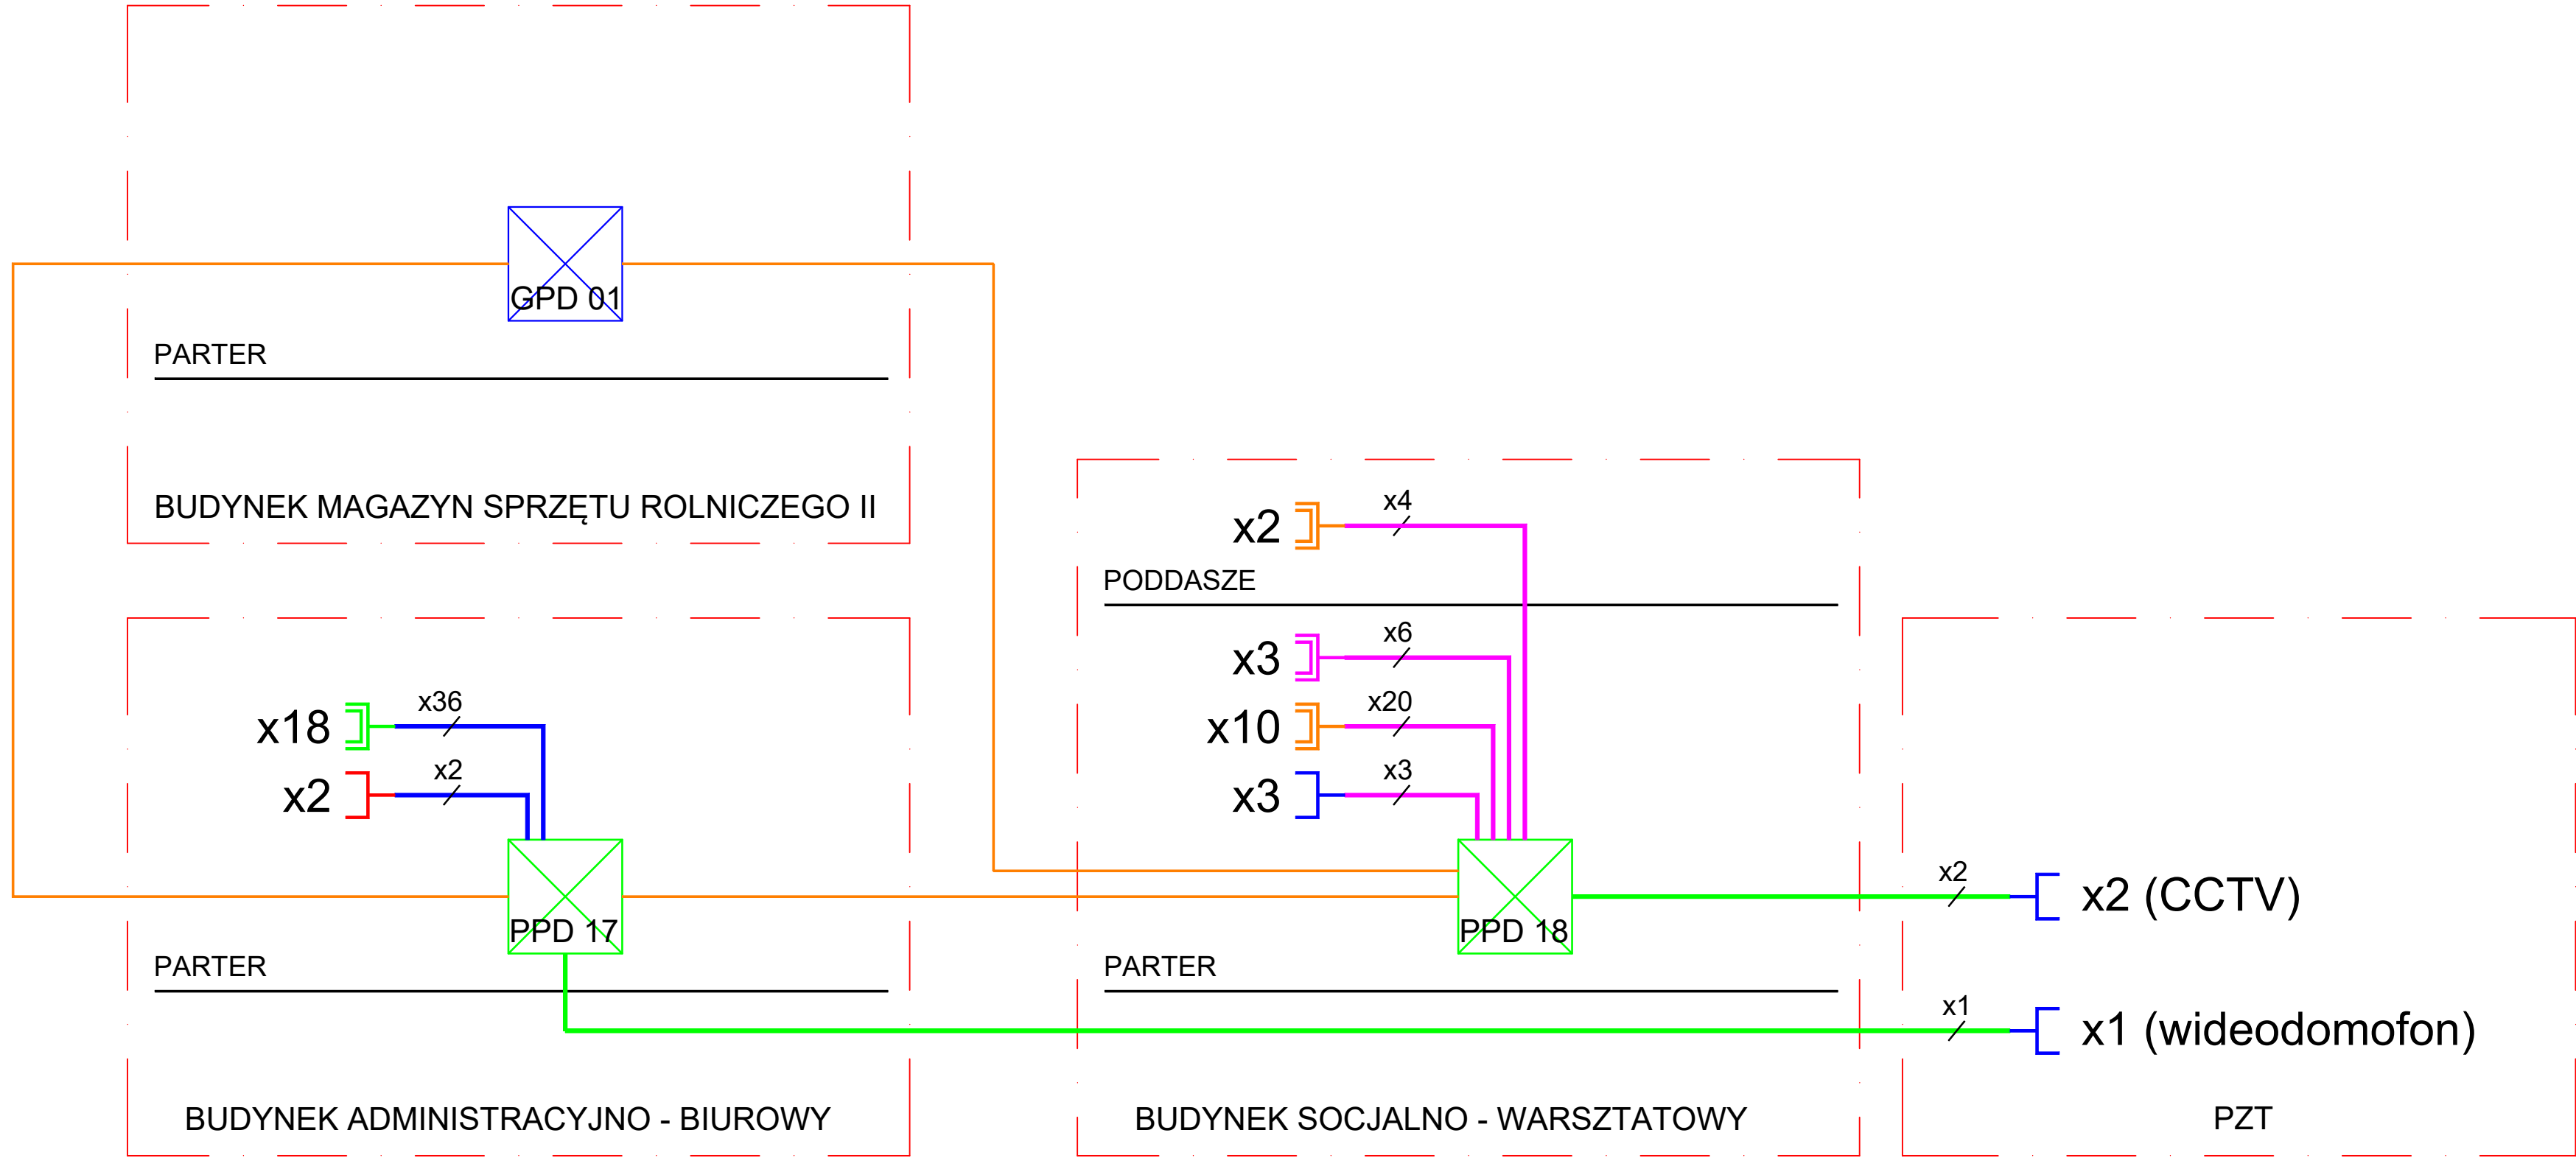 GPD 01
PARTER
BUDYNEK MAGAZYN SPRZĘTU ROLNICZEGO II
x18
x36
x2
x2
PPD 17
PARTER
BUDYNEK ADMINISTRACYJNO - BIUROWY
x2
x4
PODDASZE
x3
x6
x10
x20
x3
x3
PPD 18
PARTER
BUDYNEK SOCJALNO - WARSZTATOWY
x2
x2 (CCTV)
x1
x1 (wideodomofon)
PZT